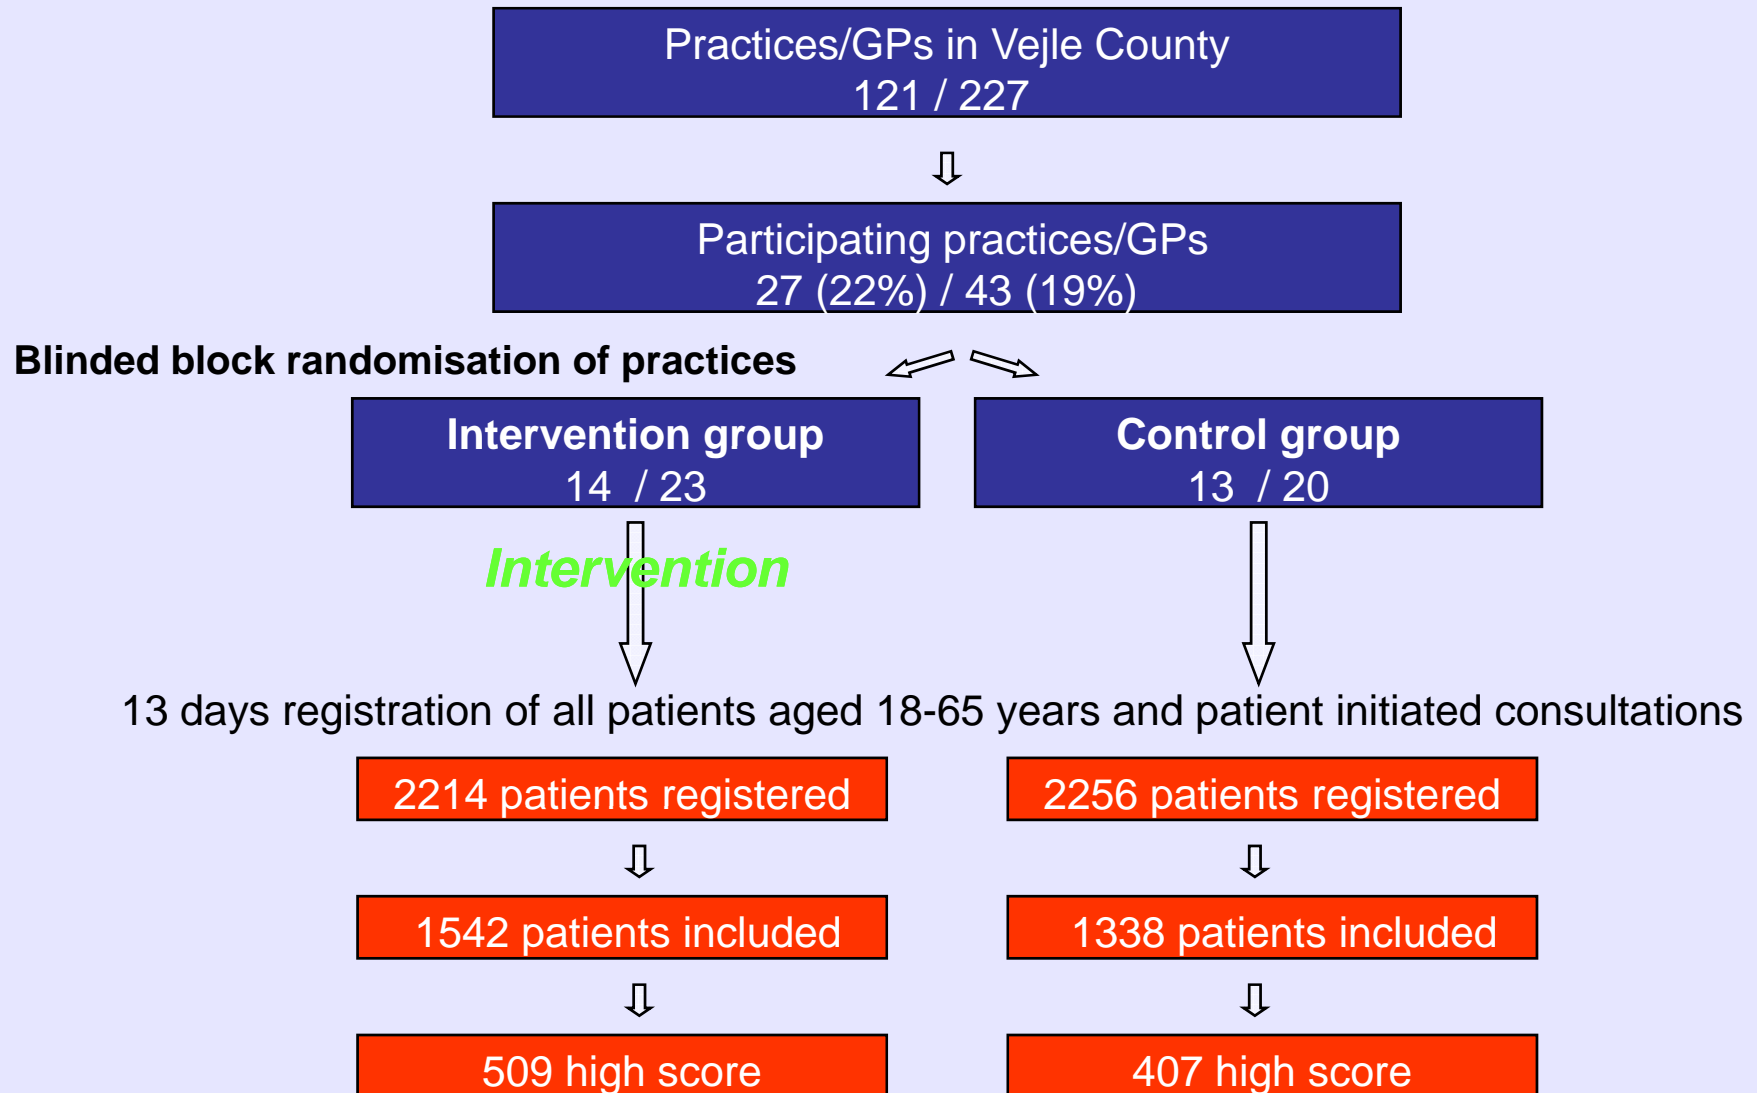 Practices/GPs in Vejle County
121 / 227
Participating practices/GPs
27 (22%) / 43 (19%)
Blinded block randomisation of practices
Intervention group
14 / 23
Control group
13 / 20
Intervention
13 days registration of all patients aged 18-65 years and patient initiated consultations
2214 patients registered
2256 patients registered
1542 patients included
1338 patients included
509 high score
407 high score